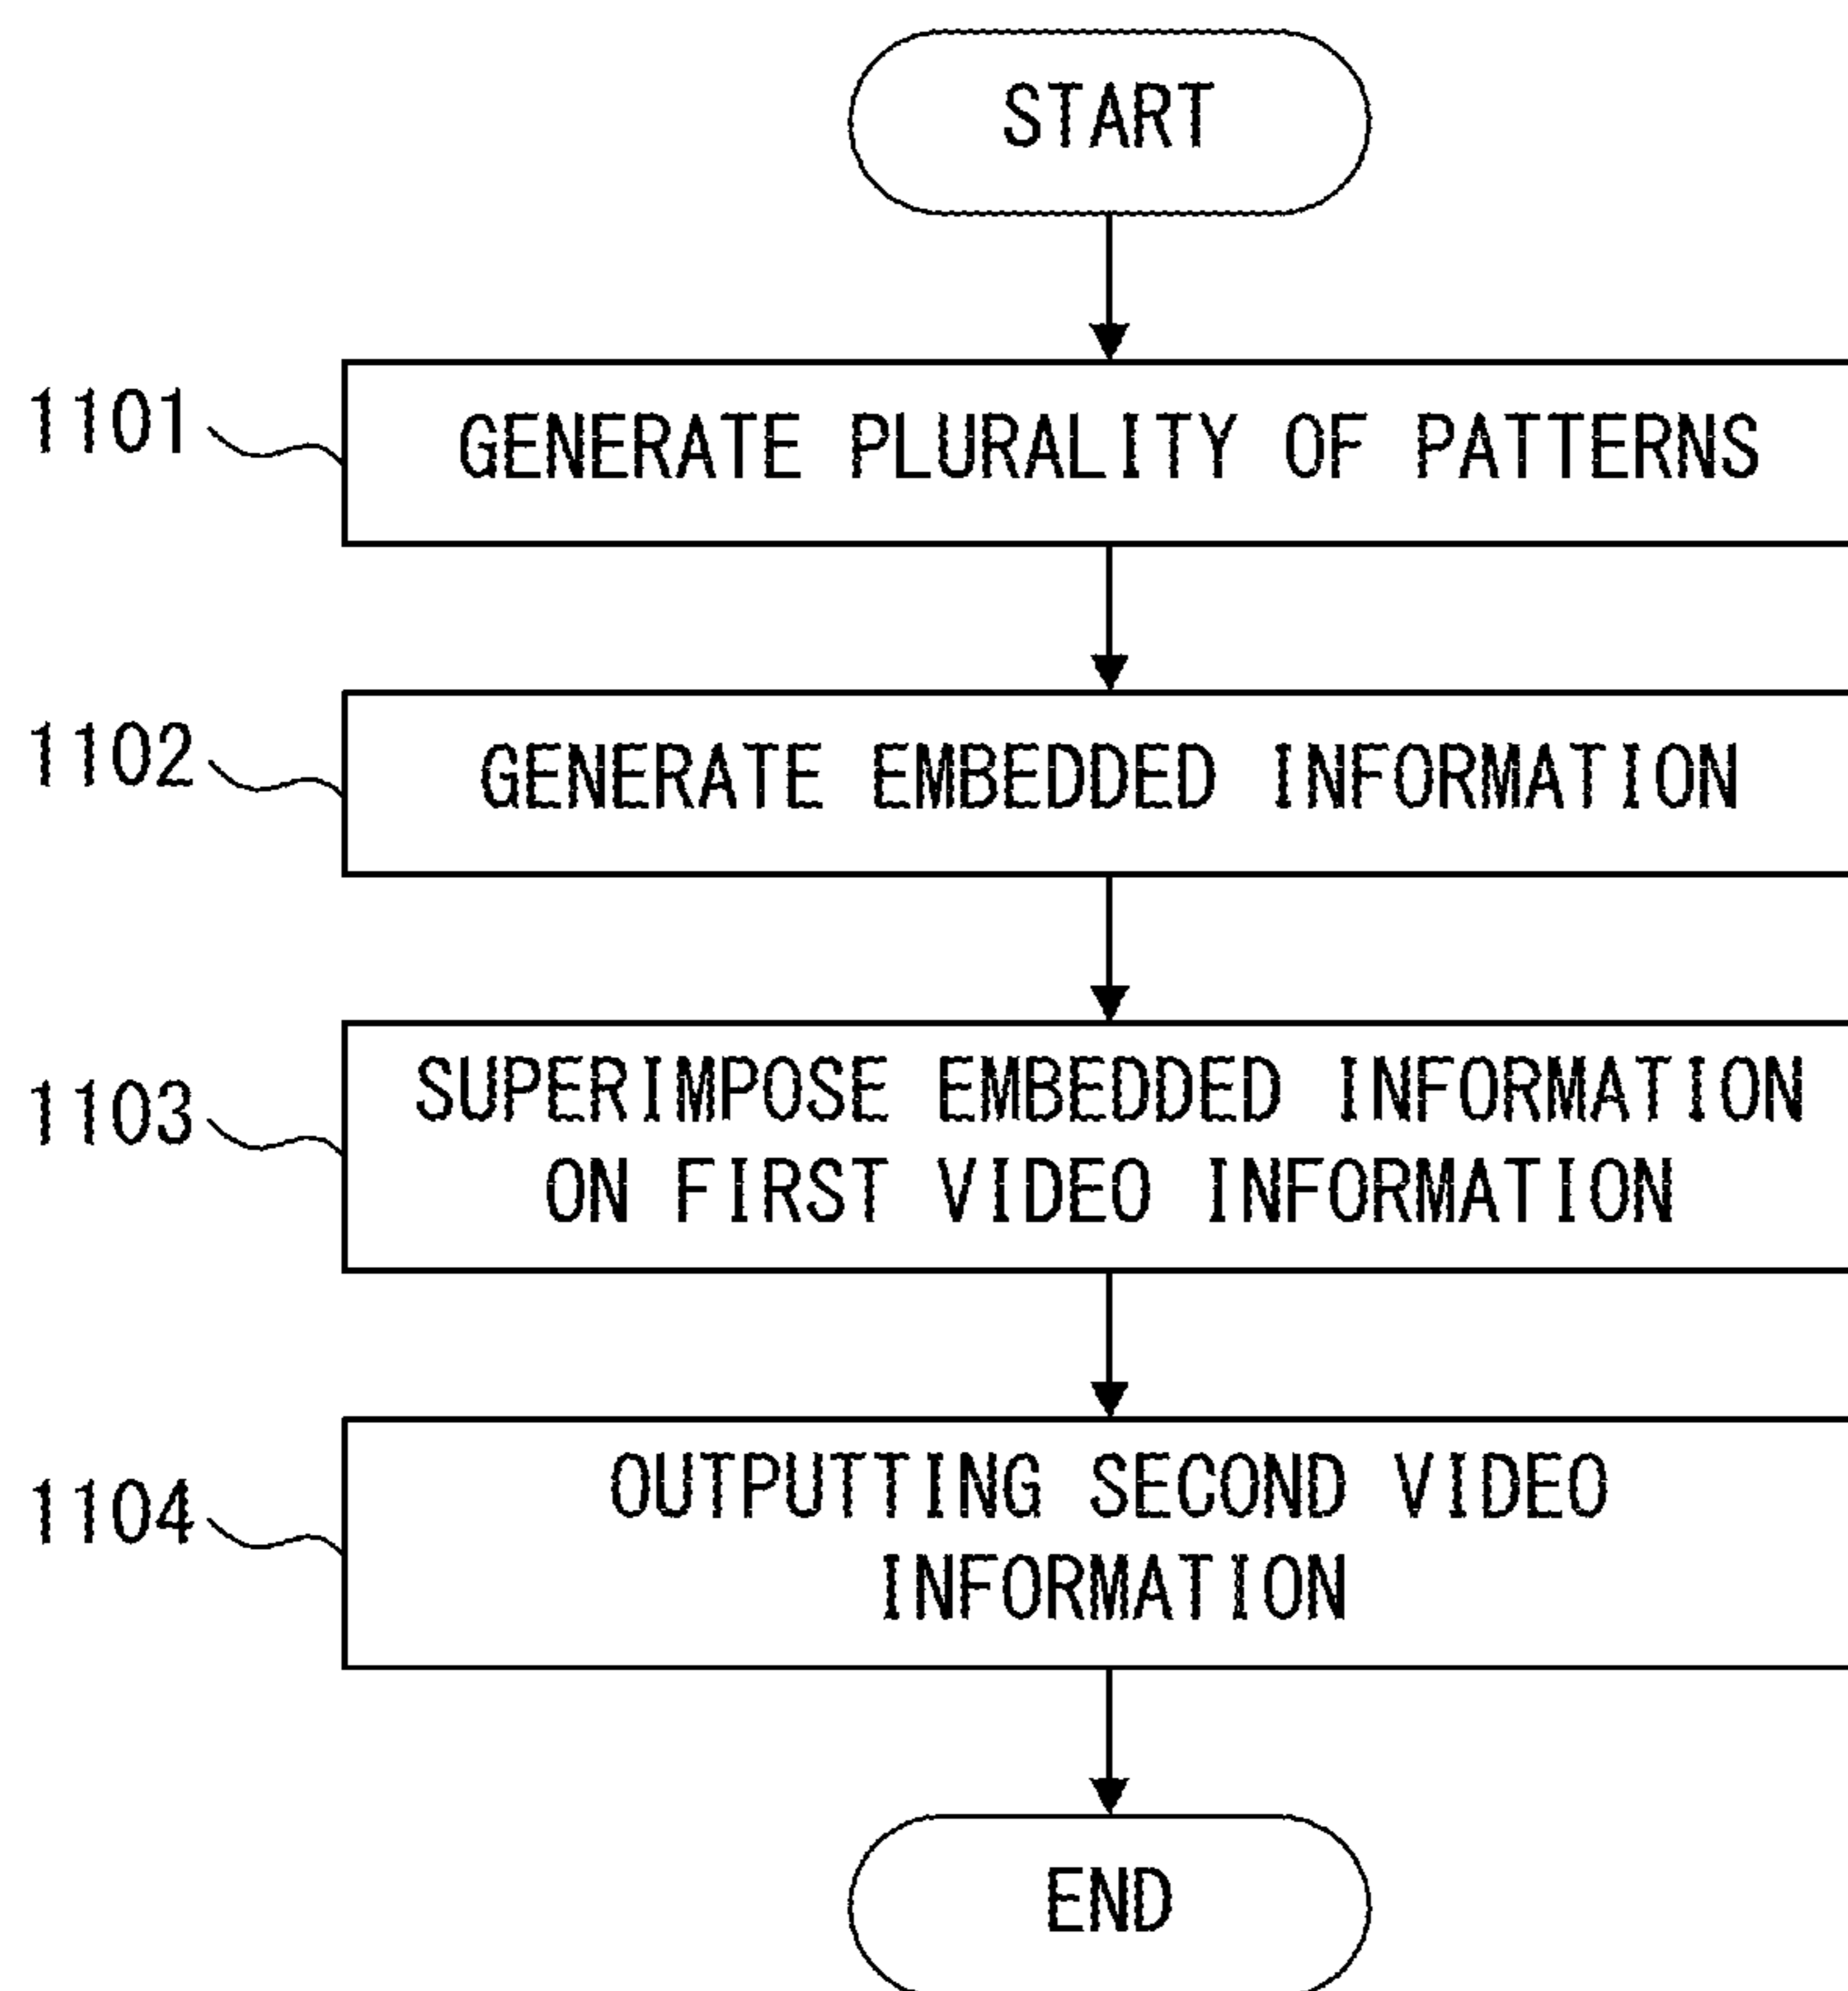 START
1101
GENERATE PLURALITY OF PATTERNS
1102
GENERATE EMBEDDED INFORMATION
1103
SUPERIMPOSE EMBEDDED INFORMATION
ON FIRST VIDEO INFORMATION
1104
OUTPUTTING SECOND VIDEO
INFORMATION
END